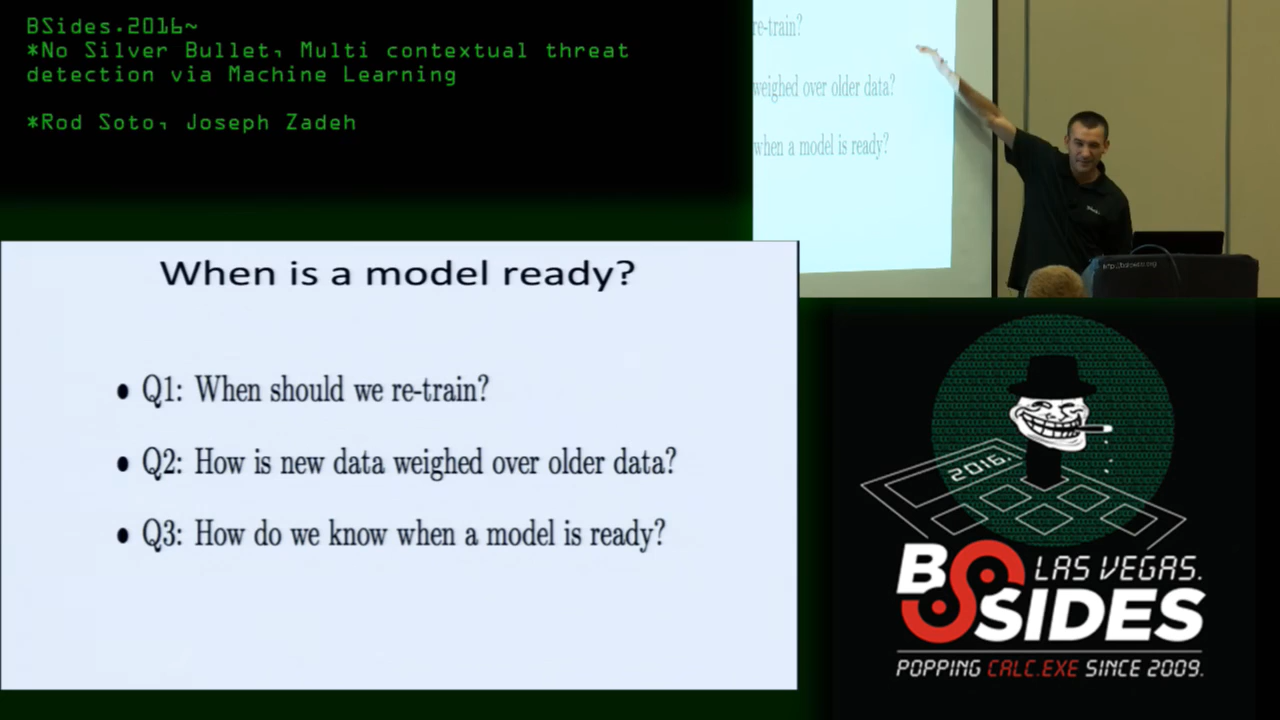 BSides.2016~
*No Silver Bullet, Multi contextual threat
detection via Machine Learning
*Rod Soto, Joseph Zadeh
re-train?
weighed over older data?
when a model is ready?
When is a model ready?
• Q1: When should we re-train?
• Q2: How is new data weighed over older data?
• Q3: How do we know when a model is ready?
2016.
BSIDES
LAS VEGAS.
POPPING CALC.EXE SINCE 2009.